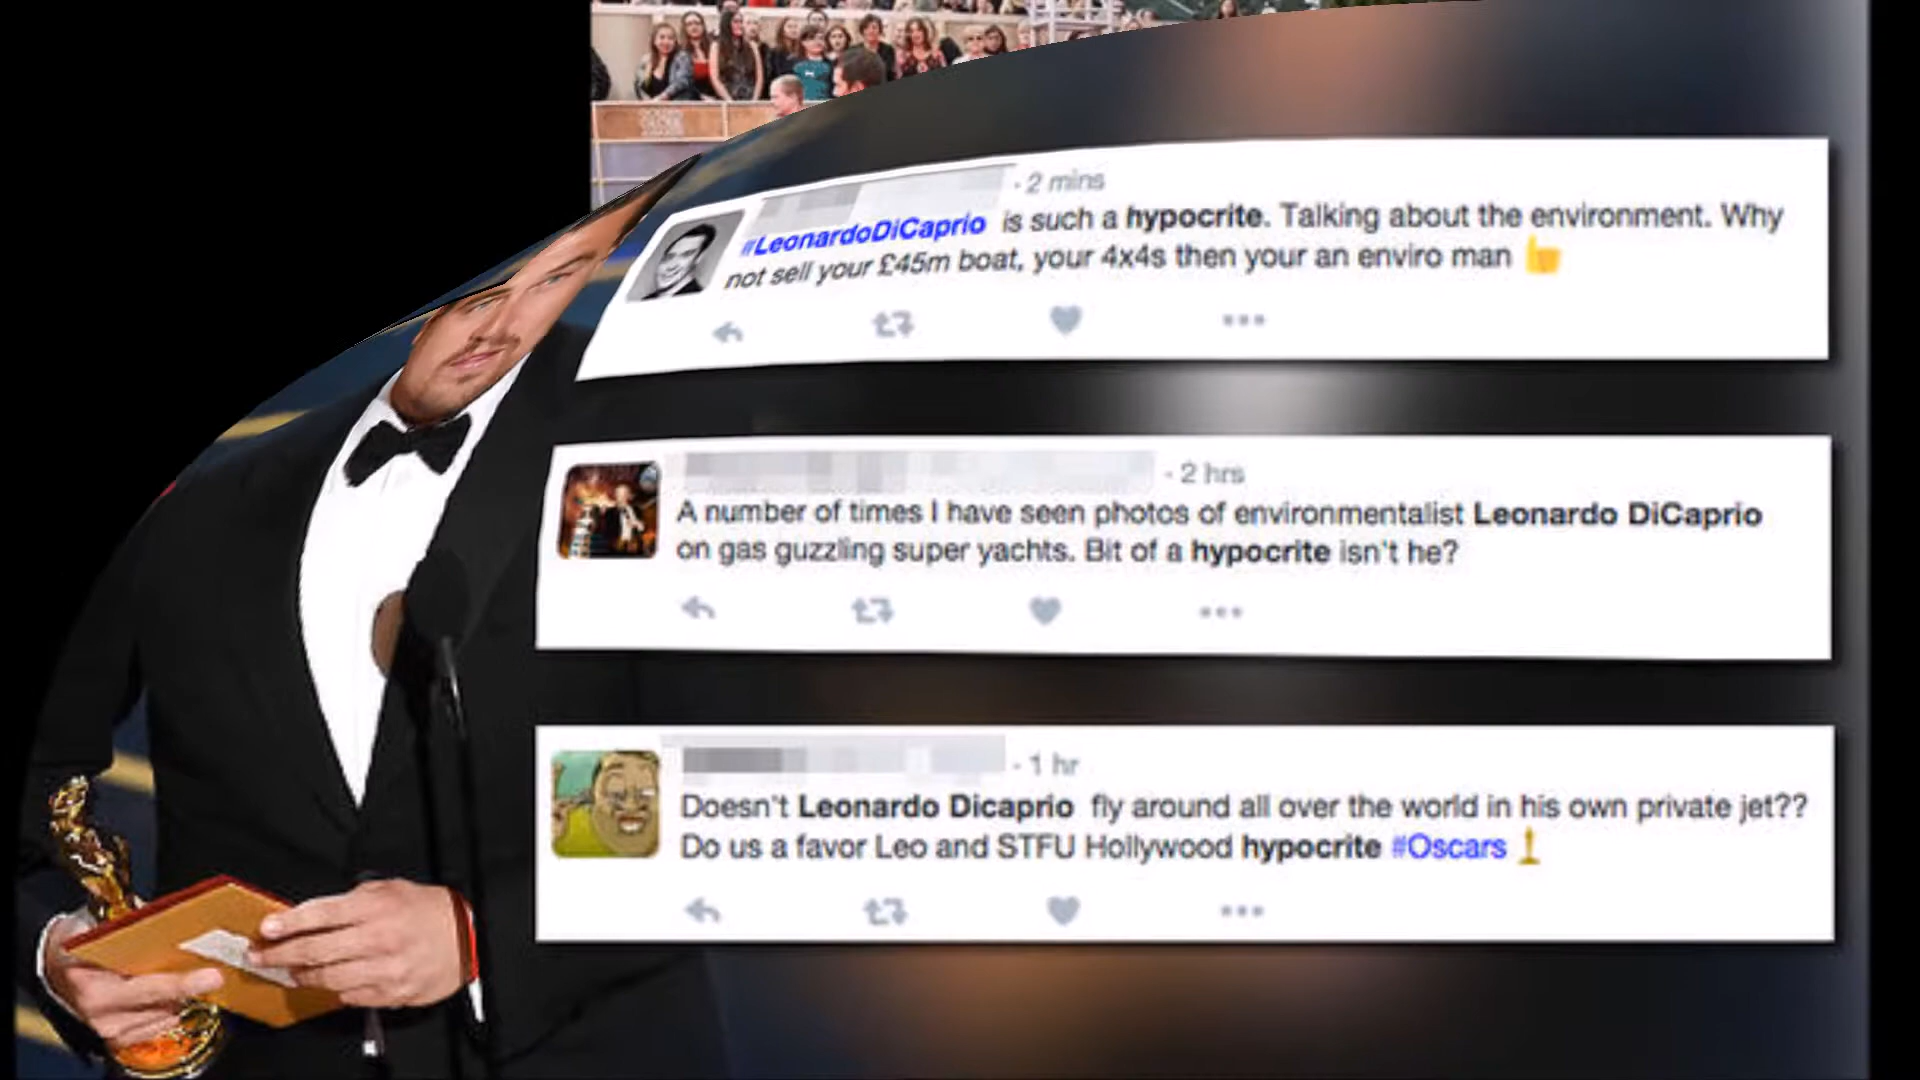 · 2 mins
#LeonardoDiCaprio is such a hypocrite. Talking about the environment. Why
not sell your £45m boat, your 4x4s then your an enviro man
· 2 hrs
A number of times I have seen photos of environmentalist Leonardo DiCaprio
on gas guzzling super yachts. Bit of a hypocrite isn't he?
· 1 hr
Doesn't Leonardo Dicaprio fly around all over the world in his own private jet??
Do us a favor Leo and STFU Hollywood hypocrite #Oscars